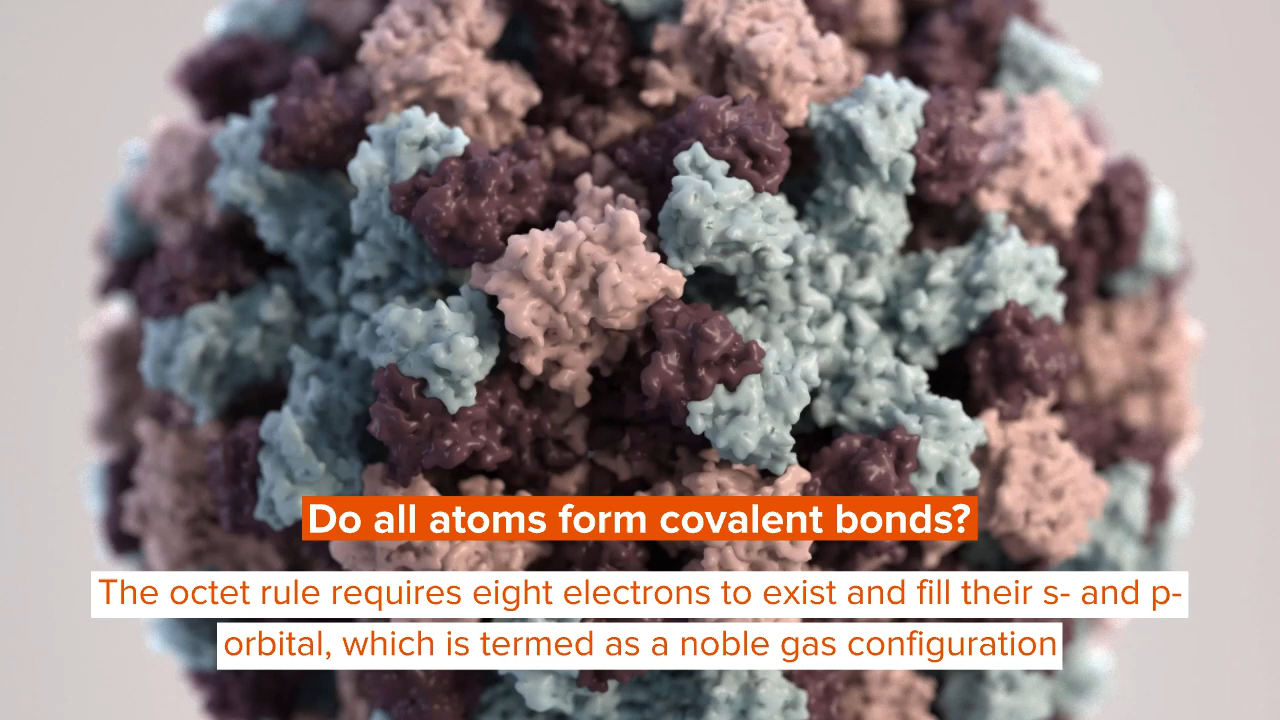 Do all atoms form covalent bonds?
The octet rule requires eight electrons to exist and fill their s- and p-
orbital, which is termed as a noble gas configuration